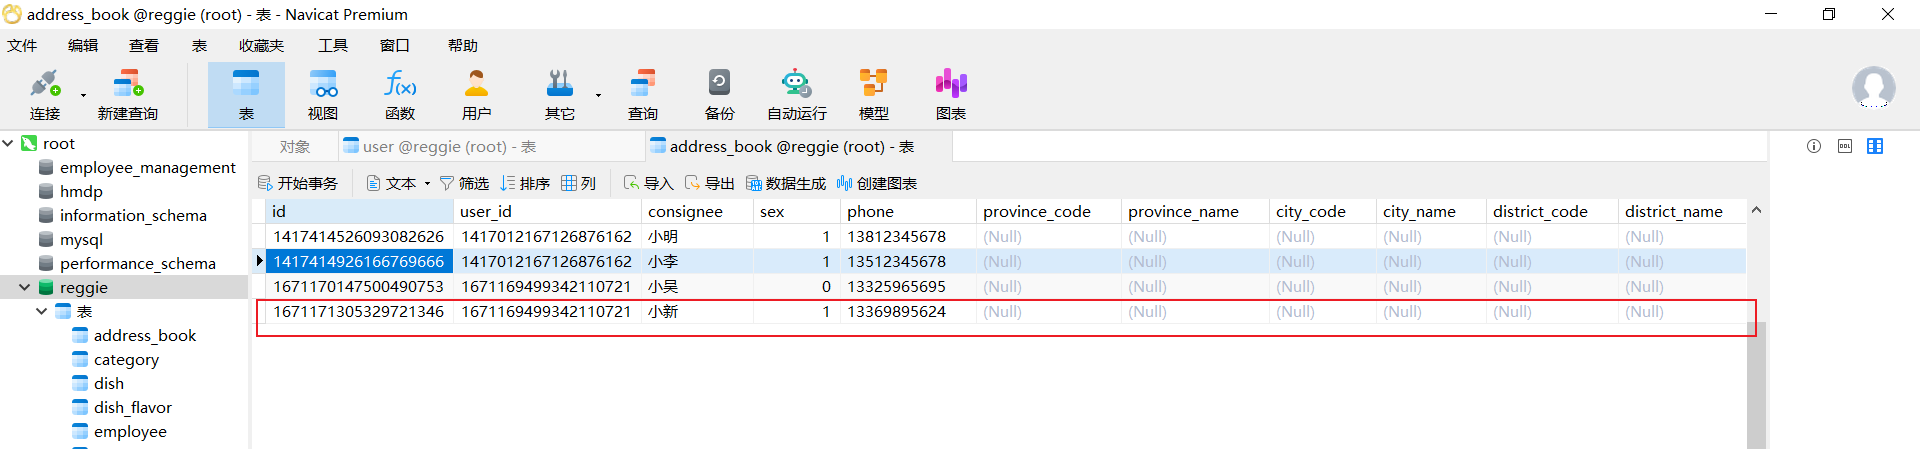 address_book @reggie (root) - 表 - Navicat Premium
文件 编辑 查看 表 收藏夹 工具 窗口 帮助
连接 新建查询 表 视图 函数 用户 其它 查询 备份 自动运行 模型 图表
f(x)
root
employee_management
hmdp
information_schema
mysql
performance_schema
reggie
表
address_book
category
dish
dish_flavor
employee
对象 user @reggie (root) - 表 address_book @reggie (root) - 表
DDL
开始事务 文本 筛选 排序 列 导入 导出 数据生成 创建图表
id user_id consignee sex phone province_code province_name city_code city_name district_code district_name
1417414526093082626 1417012167126876162 小明 1 13812345678 (Null) (Null) (Null) (Null) (Null) (Null)
1417414926166769666 1417012167126876162 小李 1 13512345678 (Null) (Null) (Null) (Null) (Null) (Null)
1671170147500490753 1671169499342110721 小吴 0 13325965695 (Null) (Null) (Null) (Null) (Null) (Null)
1671171305329721346 1671169499342110721 小新 1 13369895624 (Null) (Null) (Null) (Null) (Null) (Null)